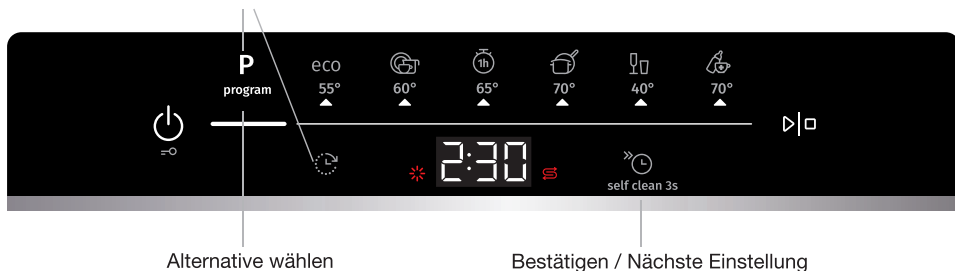 P
program
eco
1h
55° 60° 65° 70° 40° 70°
2:30
self clean 3s
Alternative wählen
Bestätigen / Nächste Einstellung